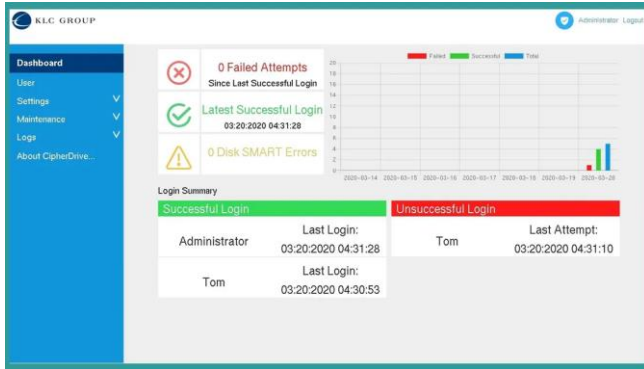 KLC GROUP
Administrator Logout
Dashboard
User
Settings
Maintenance
Logs
About CipherDrive...
0 Failed Attempts
Since Last Successful Login
Latest Successful Login
03:20:2020 04:31:28
0 Disk SMART Errors
Failed Successful Total
20
18
16
14
12
10
8
6
4
2
0
2020-03-14 2020-03-15 2020-03-16 2020-03-17 2020-03-18 2020-03-19 2020-03-20
Login Summary
Successful Login
Administrator
Last Login:
03:20:2020 04:31:28
Tom
Last Login:
03:20:2020 04:30:53
Unsuccessful Login
Tom
Last Attempt:
03:20:2020 04:31:10